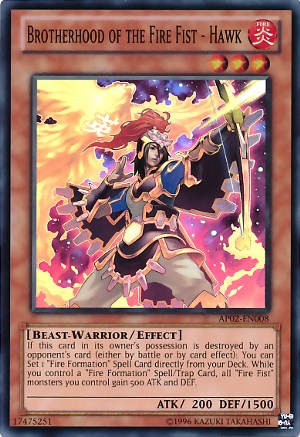 Brotherhood of the Fire Fist - Hawk
FIRE
炎
AP02-EN008
[Beast-Warrior/Effect]
If this card in its owner's possession is destroyed by an
opponent's card (either by battle or by card effect): You can
Set 1 "Fire Formation" Spell Card directly from your Deck. While
you control a "Fire Formation" Spell/Trap Card, all "Fire Fist"
monsters you control gain 500 ATK and DEF.
ATK/ 200 DEF/1500
17475251
©1996 KAZUKI TAKAHASHI